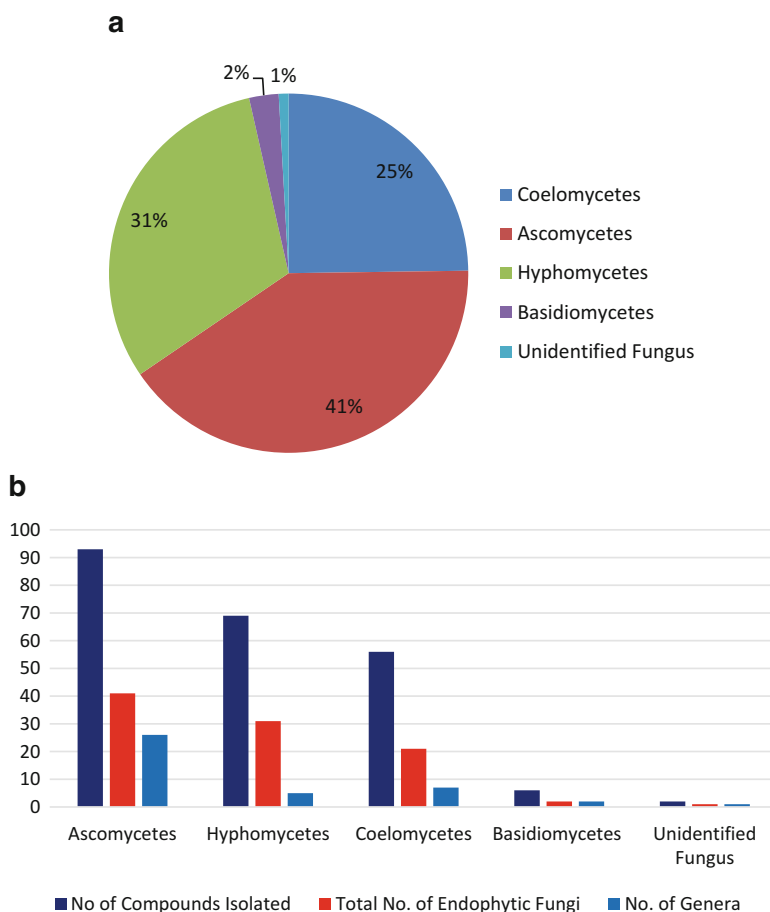 a
2% 1%
25%
31%
41%
Coelomycetes
Ascomycetes
Hyphomycetes
Basidiomycetes
Unidentified Fungus
b
100
90
80
70
60
50
40
30
20
10
0
Ascomycetes Hyphomycetes Coelomycetes Basidiomycetes Unidentified
Fungus
No of Compounds Isolated Total No. of Endophytic Fungi No. of Genera